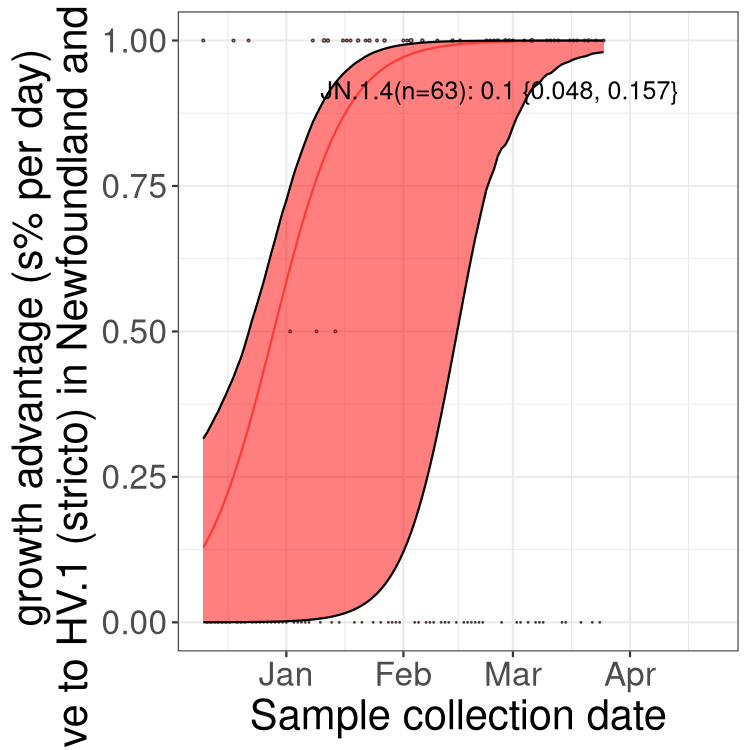 growth advantage (s% per day)
ve to HV.1 (stricto) in Newfoundland and
1.00
0.75
0.50
0.25
0.00
JN.1.4(n=63): 0.1 {0.048, 0.157}
Jan Feb Mar Apr
Sample collection date